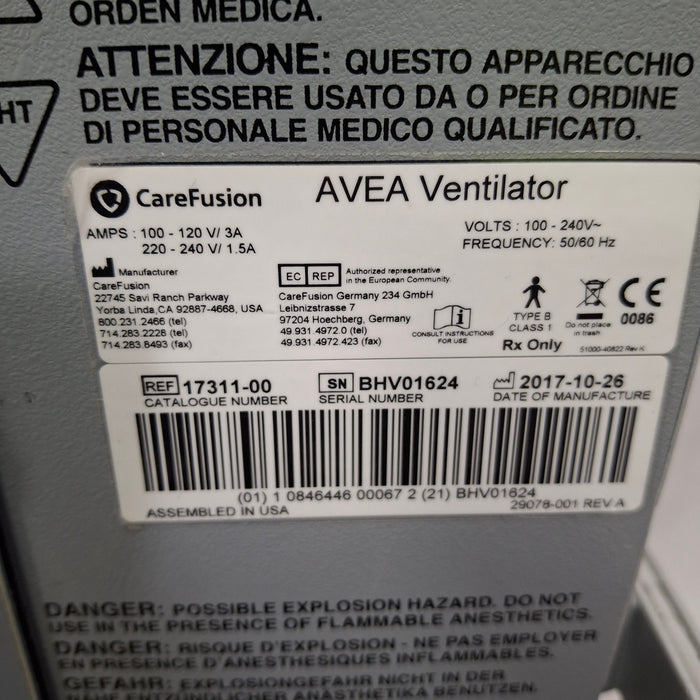 ORDEN MEDICA.
ATTENZIONE: QUESTO APPARECCHIO
DEVE ESSERE USATO DA O PER ORDINE
DI PERSONALE MEDICO QUALIFICATO.
HT
CareFusion
AVEA Ventilator
AMPS : 100 - 120 V/ 3A
220 - 240 V/ 1.5A
VOLTS : 100 - 240V~
FREQUENCY: 50/60 Hz
Manufacturer
CareFusion
22745 Savi Ranch Parkway
Yorba Linda,CA 92887-4668, USA
800.231.2466 (tel)
714.283.2228 (tel)
714.283.8493 (fax)
EC REP
Authorized representative
in the European Community.
CareFusion Germany 234 GmbH
Leibnizstrasse 7
97204 Hoechberg, Germany
49.931.4972.0 (tel)
49.931.4972.423 (fax)
CONSULT INSTRUCTIONS
FOR USE
TYPE B
CLASS 1
Rx Only
Do not place
in trash
CE
0086
51000-40822 Rev K
REF 17311-00
CATALOGUE NUMBER
SN BHV01624
SERIAL NUMBER
2017-10-26
DATE OF MANUFACTURE
(01) 1 0846446 00067 2 (21) BHV01624
ASSEMBLED IN USA
29078-001 REV A
DANGER: POSSIBLE EXPLOSION HAZARD. DO NOT
USE IN THE PRESENCE OF FLAMMABLE ANESTHETICS.
DANGER: RISQUE D'EXPLOSION - NE PAS EMPLOYER
EN PRESENCE D'ANESTHESIQUES INFLAMMABLES.
GEFAHR: EXPLOSIONGEFAHR NICHT IN DER
NAHE ENTZUNDLICHER ANASTHETIKA BENUTZEN.